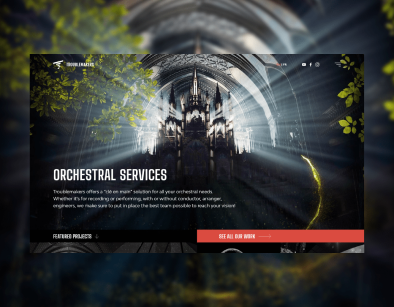 TROUBLEMAKERS
ORCHESTRAL SERVICES
Troublemakers offers a "clé en main" solution for all your orchestral needs.
Whether it's for recording or performing, with or without conductor, arranger,
engineers, we make sure to put in place the best team possible to reach your vision!
FEATURED PROJECTS
SEE ALL OUR WORK